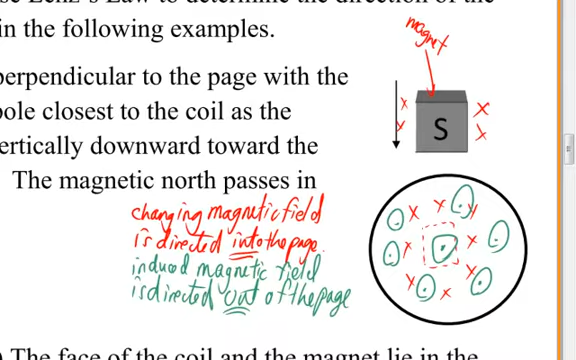 se Lenz's Law to determine the direction of the
in the following examples.
magnet
perpendicular to the page with the
pole closest to the coil as the
vertically downward toward the
The magnetic north passes in
x
x
x
x
S
changing magnetic field
is directed into the page.
induced magnetic field
is directed out of the page
x x x
x x
x x
x x
) The face of the coil and the magnet lie in the